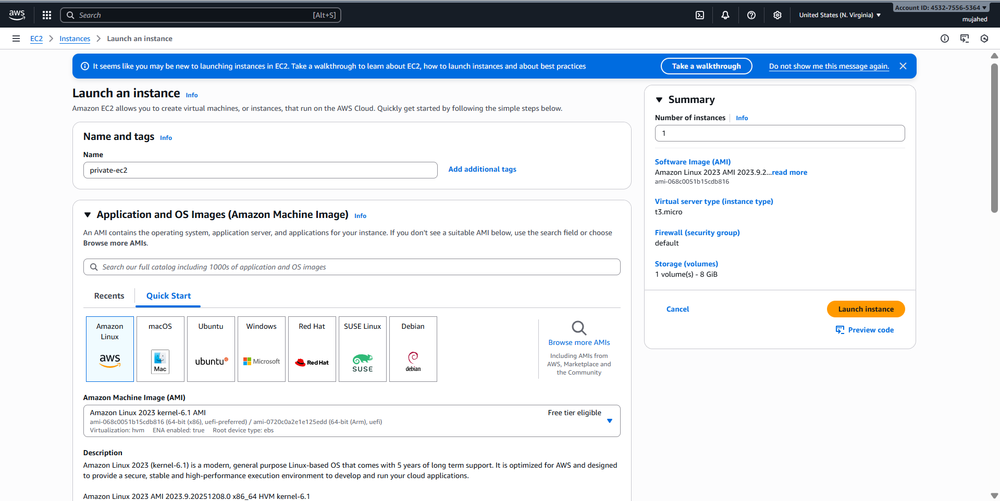 aws
Search
[Alt+S]
United States (N. Virginia)
Account ID: 4532-7556-5364
mujahed
EC2
Instances
Launch an instance
It seems like you may be new to launching instances in EC2. Take a walkthrough to learn about EC2, how to launch instances and about best practices
Take a walkthrough
Do not show me this message again.
Launch an instance Info
Amazon EC2 allows you to create virtual machines, or instances, that run on the AWS Cloud. Quickly get started by following the simple steps below.
Name and tags Info
Name
private-ec2
Add additional tags
Application and OS Images (Amazon Machine Image) Info
An AMI contains the operating system, application server, and applications for your instance. If you don't see a suitable AMI below, use the search field or choose
Browse more AMIs.
Search our full catalog including 1000s of application and OS images
Recents
Quick Start
Amazon
Linux
aws
macOS
Mac
Ubuntu
ubuntu
Windows
Microsoft
Red Hat
Red Hat
SUSE Linux
SUSE
Debian
debian
Browse more AMIs
Including AMIs from
AWS, Marketplace and
the Community
Amazon Machine Image (AMI)
Amazon Linux 2023 kernel-6.1 AMI
Free tier eligible
ami-068c0051b15cdb816 (64-bit (x86), uefi-preferred) / ami-0720c0a2e1e125edd (64-bit (Arm), uefi)
Virtualization: hvm ENA enabled: true Root device type: ebs
Description
Amazon Linux 2023 (kernel-6.1) is a modern, general purpose Linux-based OS that comes with 5 years of long term support. It is optimized for AWS and designed
to provide a secure, stable and high-performance execution environment to develop and run your cloud applications.
Amazon Linux 2023 AMI 2023.9.20251208.0 x86_64 HVM kernel-6.1
Summary
Number of instances Info
1
Software Image (AMI)
Amazon Linux 2023 AMI 2023.9.2...read more
ami-068c0051b15cdb816
Virtual server type (instance type)
t3.micro
Firewall (security group)
default
Storage (volumes)
1 volume(s) - 8 GiB
Cancel
Launch instance
Preview code